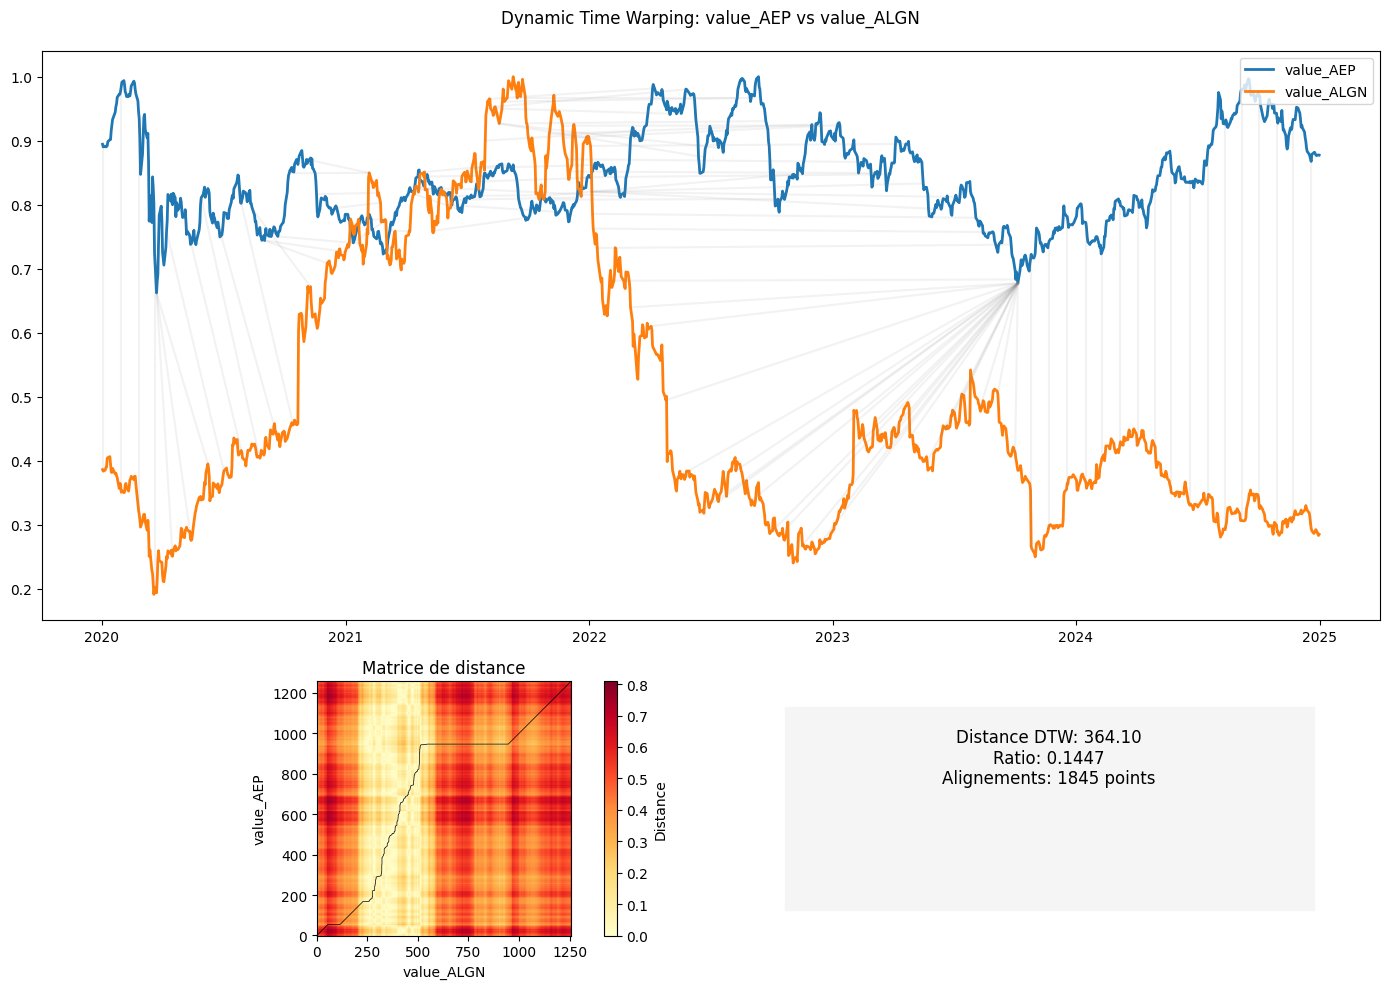 Dynamic Time Warping: value_AEP vs value_ALGN
value_AEP
value_ALGN
1.0
0.9
0.8
0.7
0.6
0.5
0.4
0.3
0.2
2020 2021 2022 2023 2024 2025
Matrice de distance
value_AEP
1200
1000
800
600
400
200
0
0 250 500 750 1000 1250
value_ALGN
0.8
0.7
0.6
0.5
0.4
0.3
0.2
0.1
0.0
Distance
Distance DTW: 364.10
Ratio: 0.1447
Alignements: 1845 points